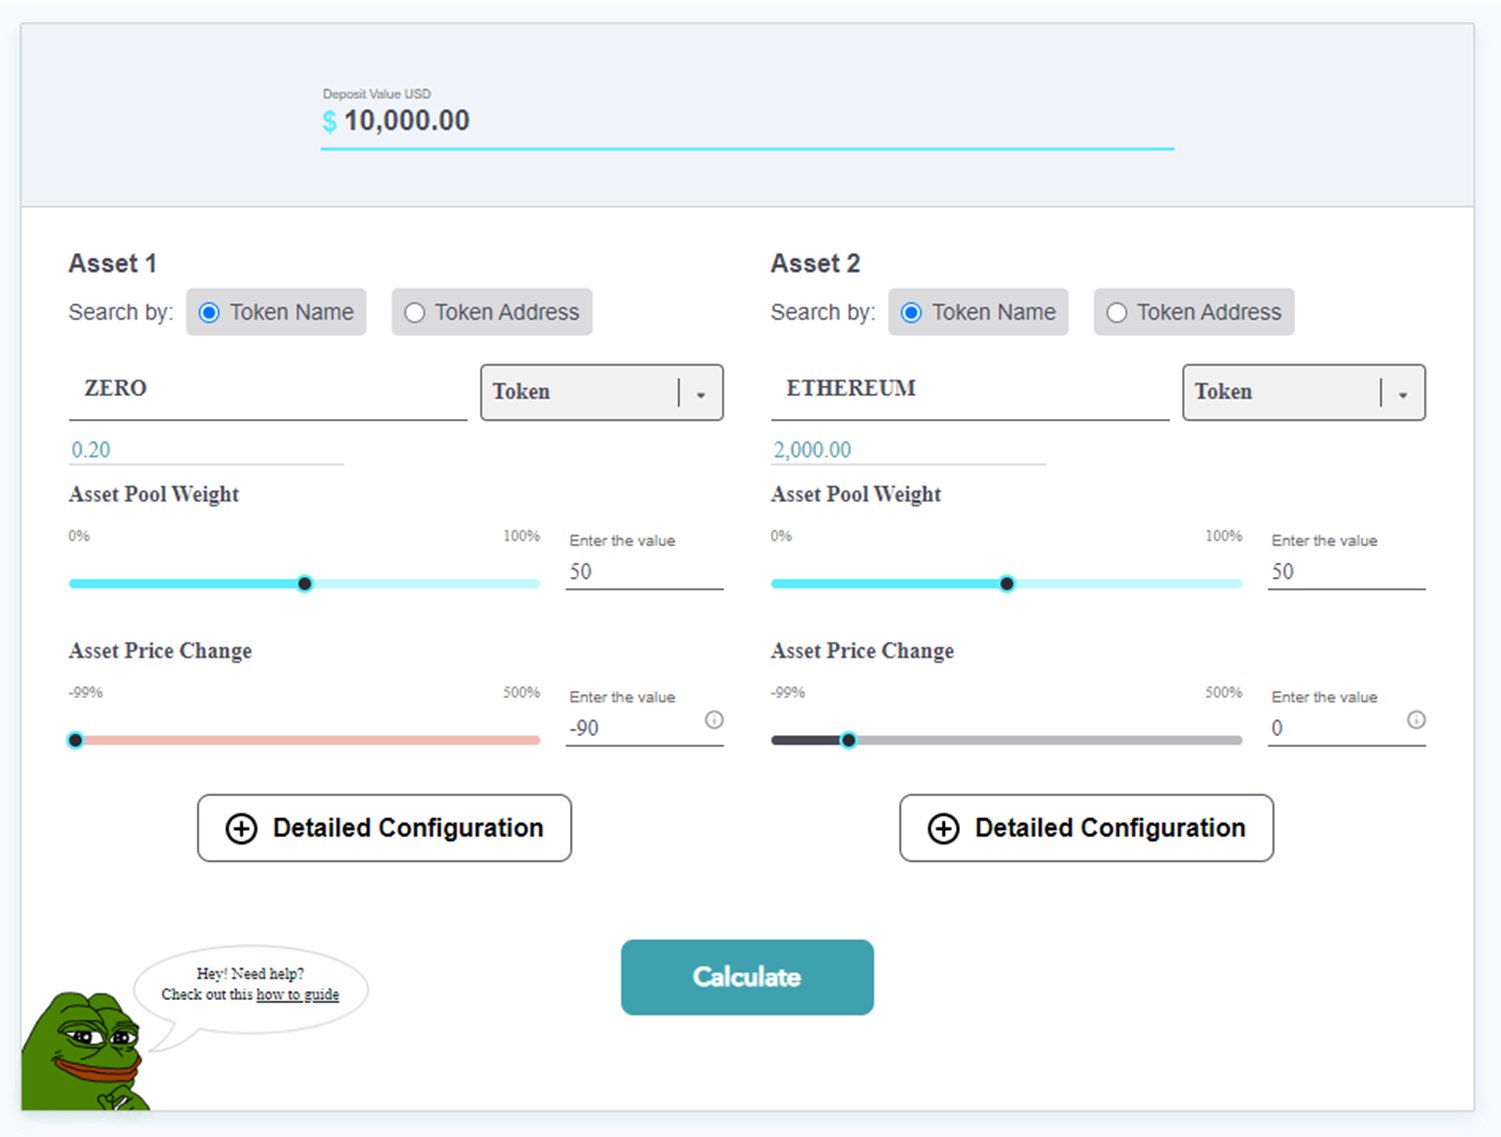 Deposit Value USD
$ 10,000.00
Asset 1
Search by: Token Name Token Address
ZERO Token
0.20
Asset Pool Weight
0% 100% Enter the value
50
Asset Price Change
-99% 500% Enter the value
-90
Detailed Configuration
Asset 2
Search by: Token Name Token Address
ETHEREUM Token
2,000.00
Asset Pool Weight
0% 100% Enter the value
50
Asset Price Change
-99% 500% Enter the value
0
Detailed Configuration
Calculate
Hey! Need help?
Check out this how to guide